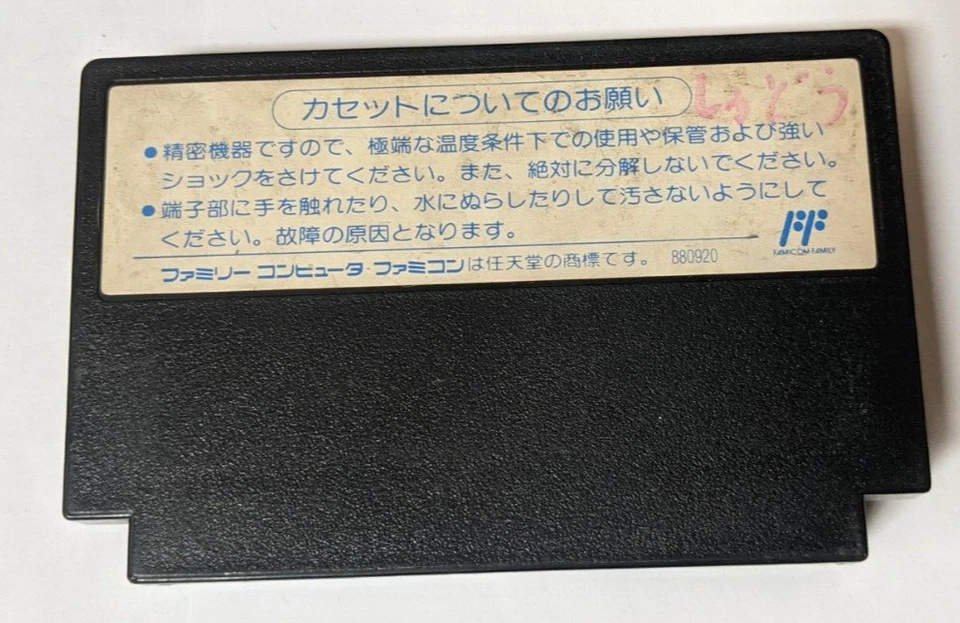 カセットについてのお願い
しゅどう
●精密機器ですので、極端な温度条件下での使用や保管および強い
ショックをさけてください。また、絶対に分解しないでください。
●端子部に手を触れたり、水にぬらしたりして汚さないようにして
ください。故障の原因となります。
FAMICOM FAMILY
ファミリー コンピュータ・ファミコンは任天堂の商標です。 880920